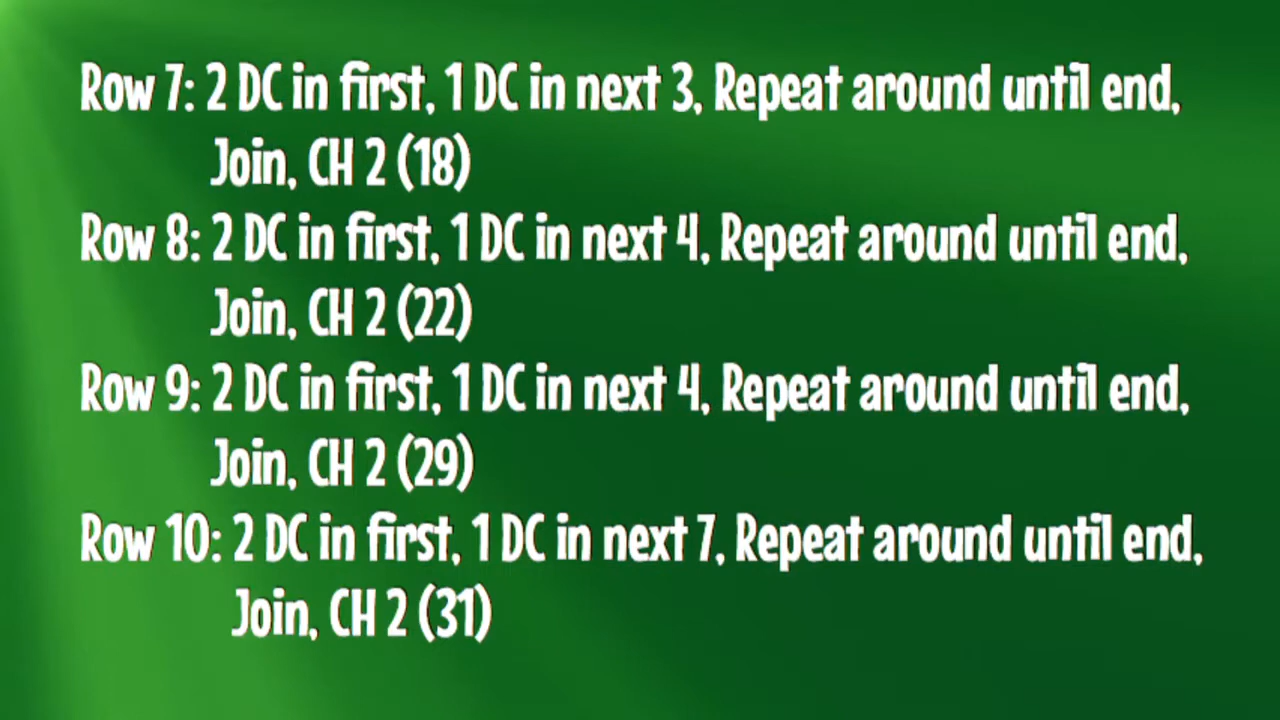 Row 7: 2 DC in first, 1 DC in next 3, Repeat around until end,
Join, CH 2 (18)
Row 8: 2 DC in first, 1 DC in next 4, Repeat around until end,
Join, CH 2 (22)
Row 9: 2 DC in first, 1 DC in next 4, Repeat around until end,
Join, CH 2 (29)
Row 10: 2 DC in first, 1 DC in next 7, Repeat around until end,
Join, CH 2 (31)